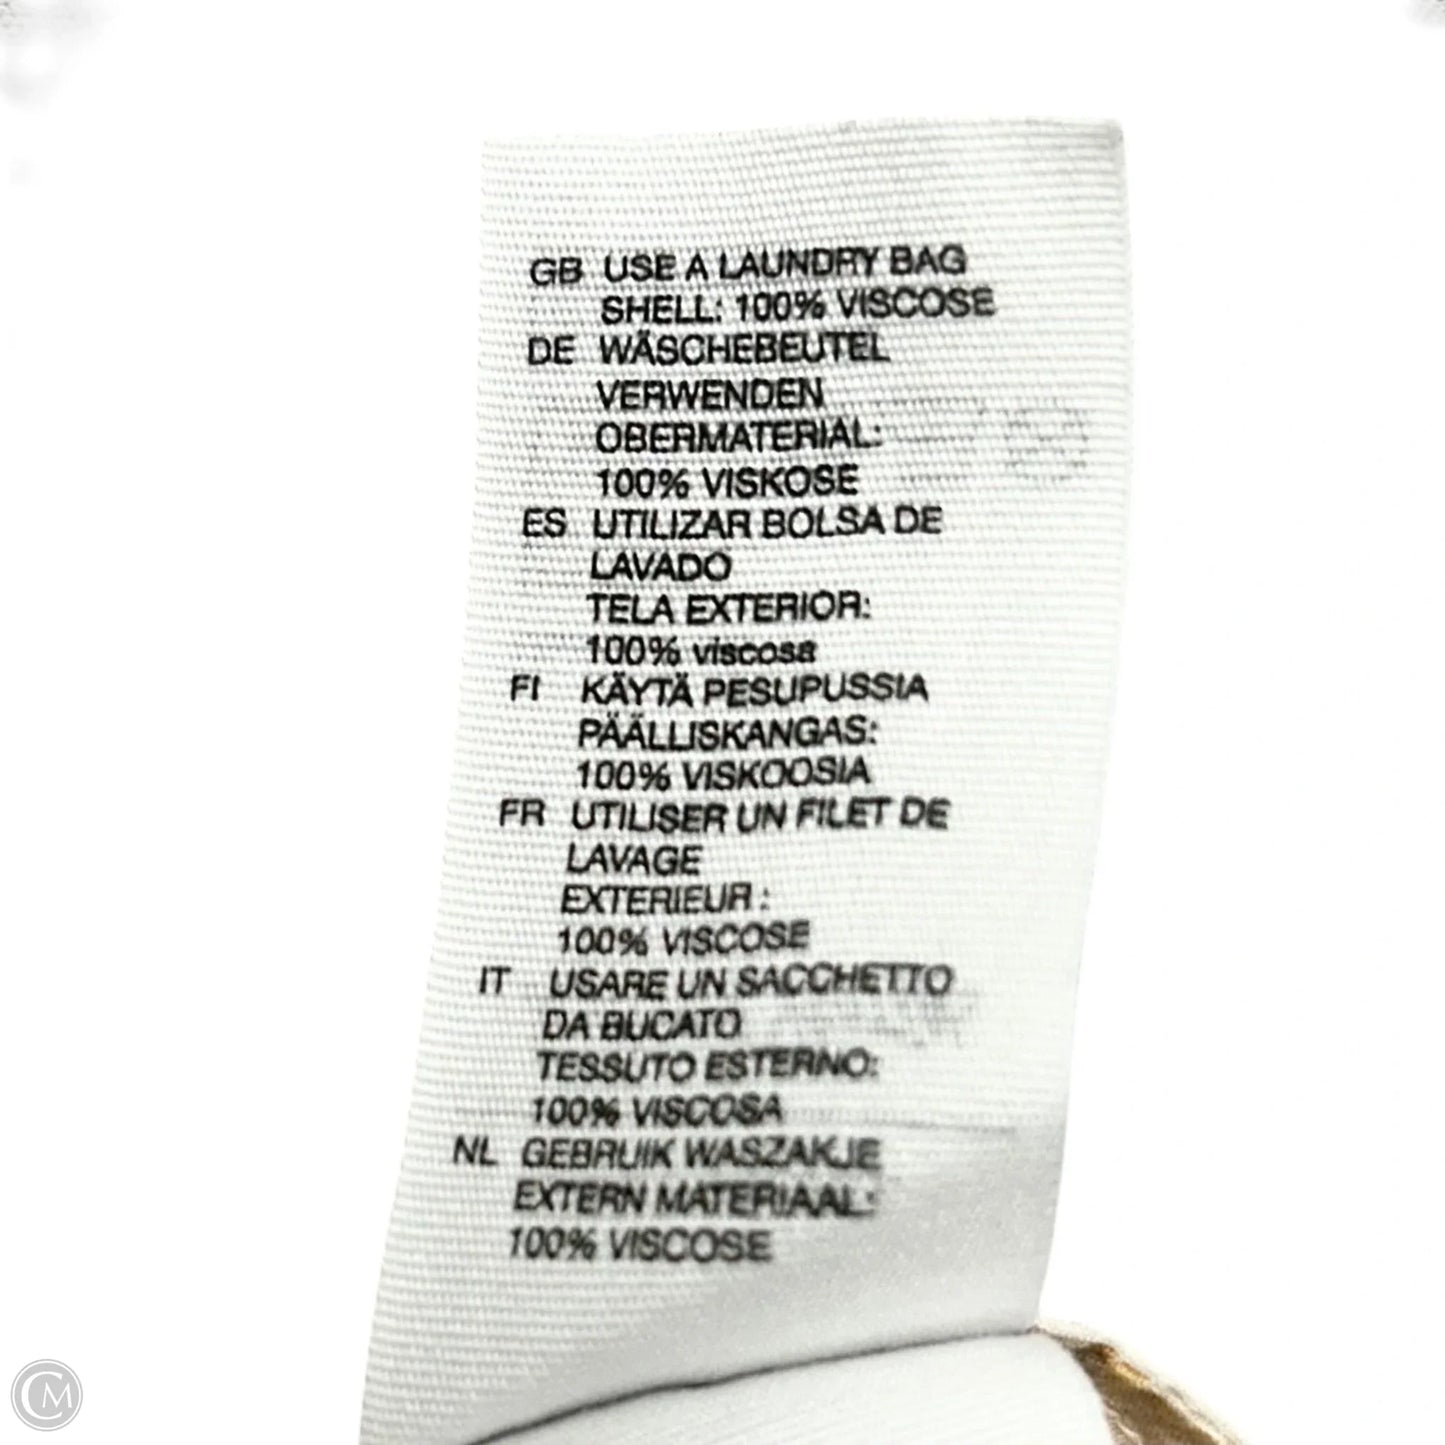 GB USE A LAUNDRY BAG
SHELL: 100% VISCOSE
DE WÄSCHEBEUTEL
VERWENDEN
OBERMATERIAL:
100% VISKOSE
ES UTILIZAR BOLSA DE
LAVADO
TELA EXTERIOR:
100% viscosa
FI KÄYTÄ PESUPUSSIA
PÄÄLLISKANGAS:
100% VISKOOSIA
FR UTILISER UN FILET DE
LAVAGE
EXTERIEUR :
100% VISCOSE
IT USARE UN SACCHETTO
DA BUCATO
TESSUTO ESTERNO:
100% VISCOSA
NL GEBRUIK WASZAKJE
EXTERN MATERIAAL:
100% VISCOSE
CM